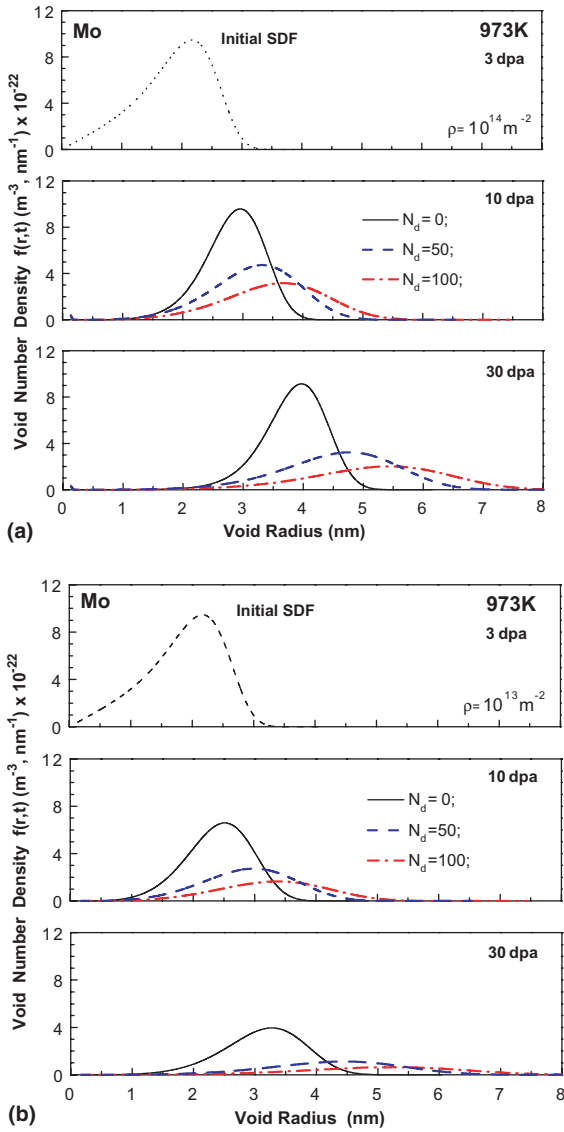 Mo
Initial SDF
973K
3 dpa
ρ= 10^14 m^-2
12
8
4
0
10 dpa
N_d= 0;
N_d=50;
N_d=100;
12
8
4
0
30 dpa
12
8
4
0
0 1 2 3 4 5 6 7 8
Void Number Density f(r,t) (m^-3, nm^-1) x 10^-22
Void Radius (nm)
(a)
Mo
Initial SDF
973K
3 dpa
ρ= 10^13 m^-2
12
8
4
0
10 dpa
N_d= 0;
N_d=50;
N_d=100;
12
8
4
0
30 dpa
12
8
4
0
0 1 2 3 4 5 6 7 8
Void Number Density f(r,t) (m^-3, nm^-1) x 10^-22
Void Radius (nm)
(b)